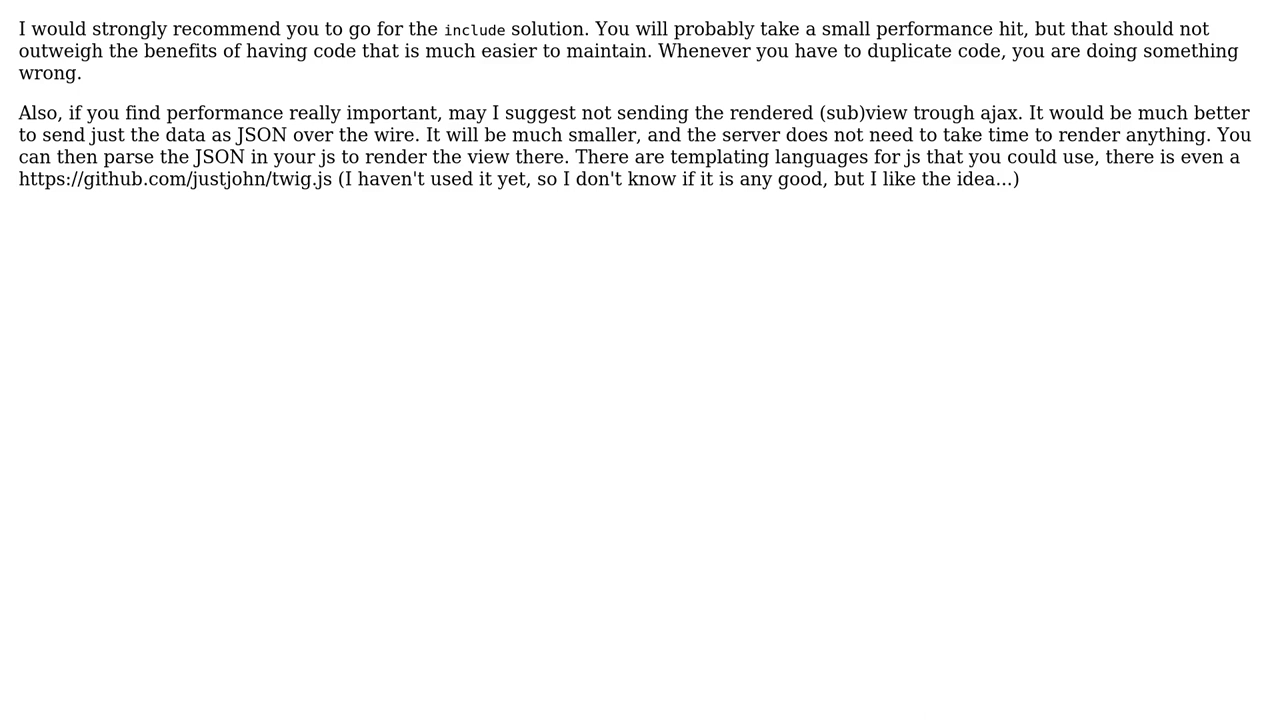 I would strongly recommend you to go for the include solution. You will probably take a small performance hit, but that should not
outweigh the benefits of having code that is much easier to maintain. Whenever you have to duplicate code, you are doing something
wrong.
Also, if you find performance really important, may I suggest not sending the rendered (sub)view trough ajax. It would be much better
to send just the data as JSON over the wire. It will be much smaller, and the server does not need to take time to render anything. You
can then parse the JSON in your js to render the view there. There are templating languages for js that you could use, there is even a
https://github.com/justjohn/twig.js (I haven't used it yet, so I don't know if it is any good, but I like the idea...)